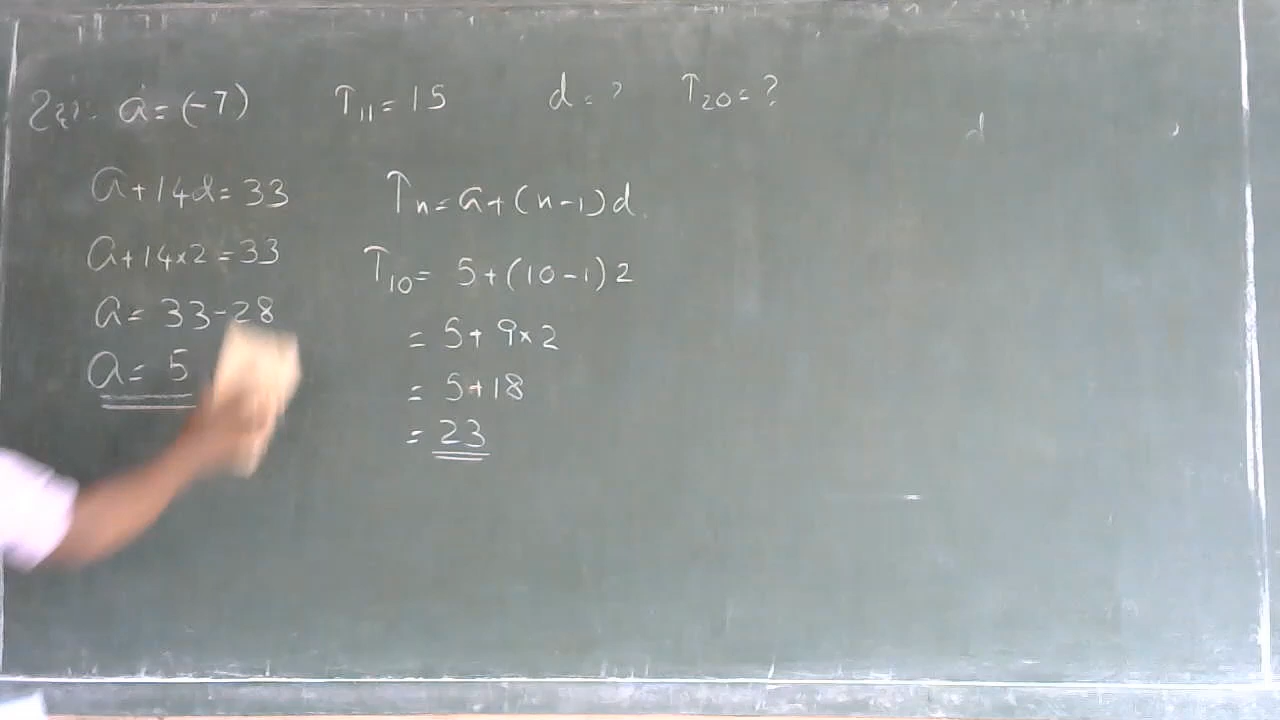 a = (-7) T₁₁ = 15 d = ? T₂₀ = ?
a + 14d = 33
a + 14 × 2 = 33
a = 33 - 28
a = 5
Tₙ = a + (n-1) d.
T₁₀ = 5 + (10 - 1) 2
= 5 + 9 × 2
= 5 + 18
= 23
d